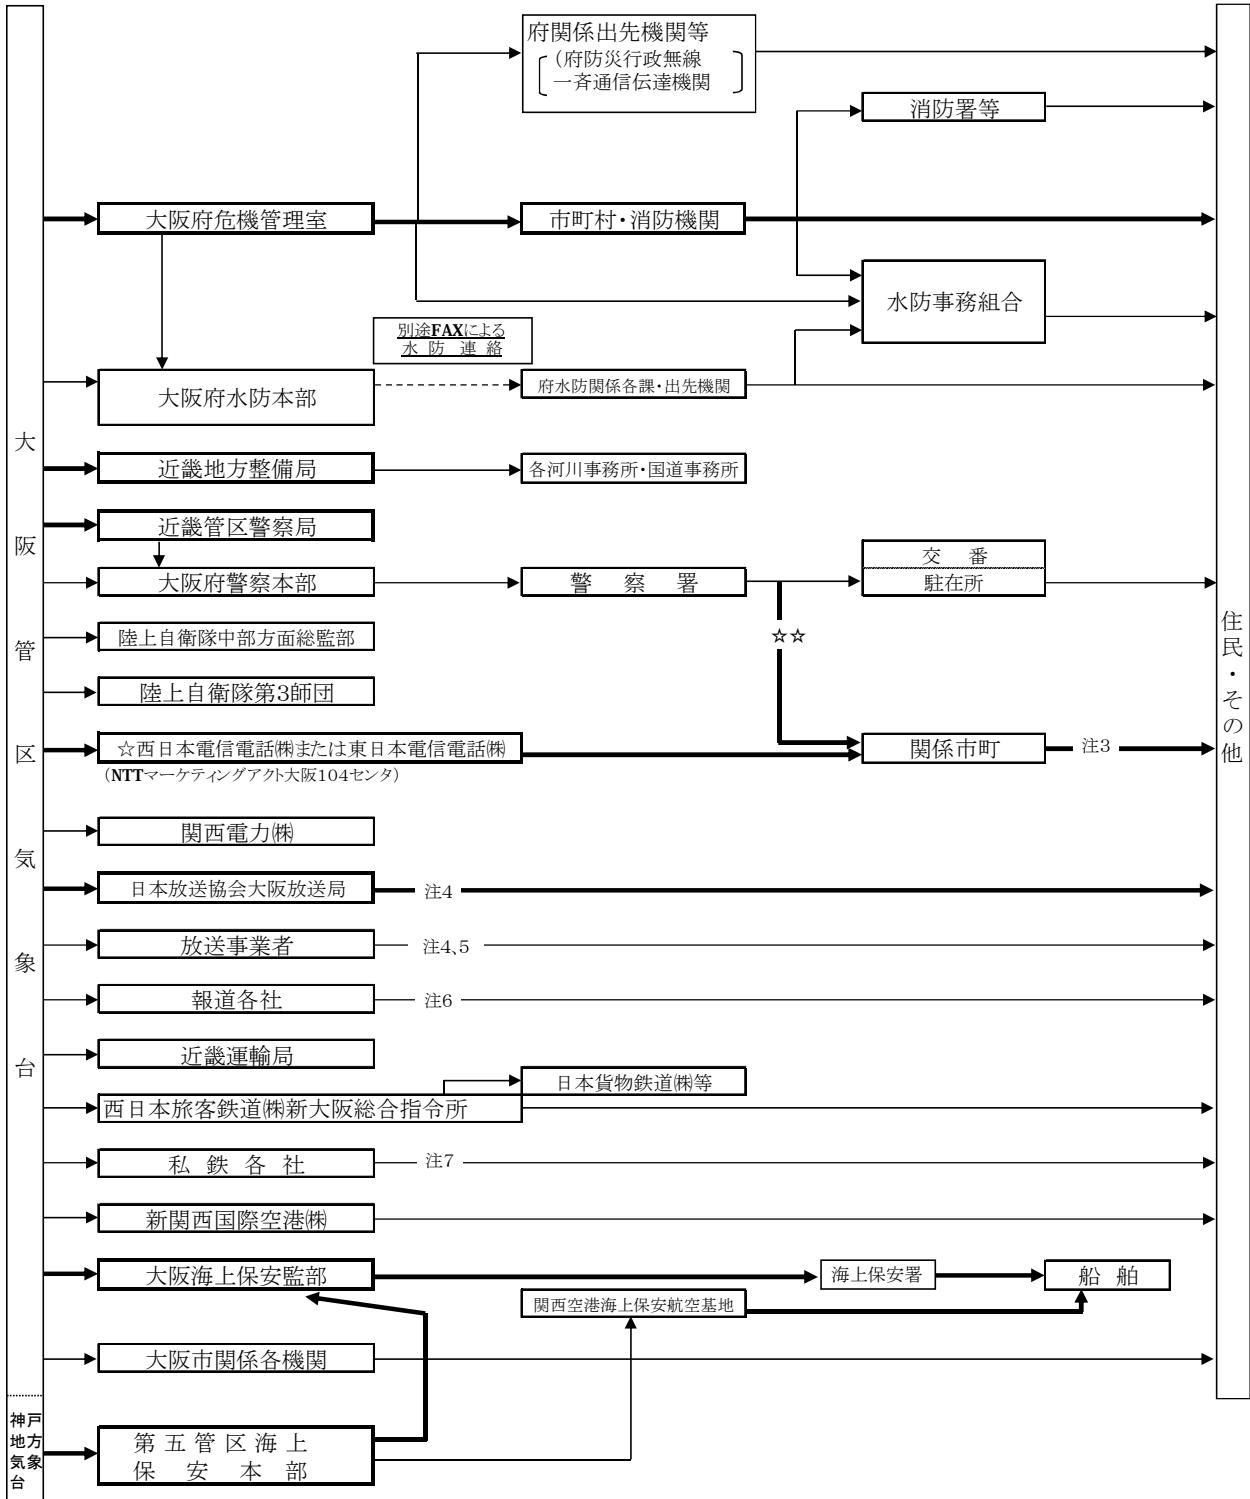 大阪管区気象台
神戸
地方
気象
台
府関係出先機関等
(府防災行政無線
一斉通信伝達機関
消防署等
大阪府危機管理室
市町村・消防機関
水防事務組合
別途FAXによる
水防連絡
大阪府水防本部
府水防関係各課・出先機関
近畿地方整備局
各河川事務所・国道事務所
近畿管区警察局
大阪府警察本部
警察署
交番
駐在所
陸上自衛隊中部方面総監部
☆☆
陸上自衛隊第3師団
☆西日本電信電話㈱または東日本電信電話㈱
(NTTマーケティングアクト大阪104センタ)
関係市町
注3
関西電力㈱
日本放送協会大阪放送局
注4
放送事業者
注4、5
報道各社
注6
近畿運輸局
日本貨物鉄道㈱等
西日本旅客鉄道㈱新大阪総合指令所
私鉄各社
注7
新関西国際空港㈱
大阪海上保安監部
海上保安署
船舶
関西空港海上保安航空基地
大阪市関係各機関
第五管区海上
保安本部
住民・その他